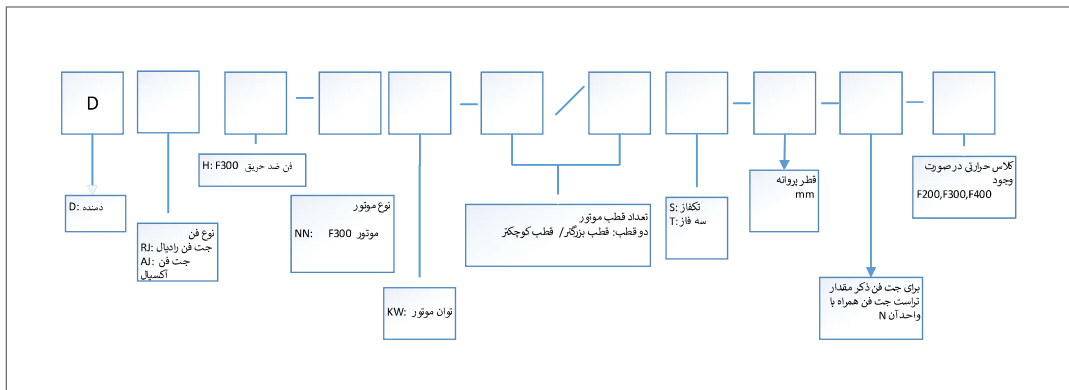 D
دمنده :D
نوع فن
جت فن رادیال :RJ
جت فن :AJ
آکسیال
فن ضد حریق H: F300
نوع موتور
NN: موتور F300
توان موتور :KW
تعداد قطب موتور
دو قطب: قطب بزرگتر/ قطب کوچکتر
تکفاز :S
سه فاز :T
قطر پروانه
mm
برای جت فن ذکر مقدار
تراست جت فن همراه با
واحد آن N
کلاس حرارتی در صورت
وجود
F200,F300,F400